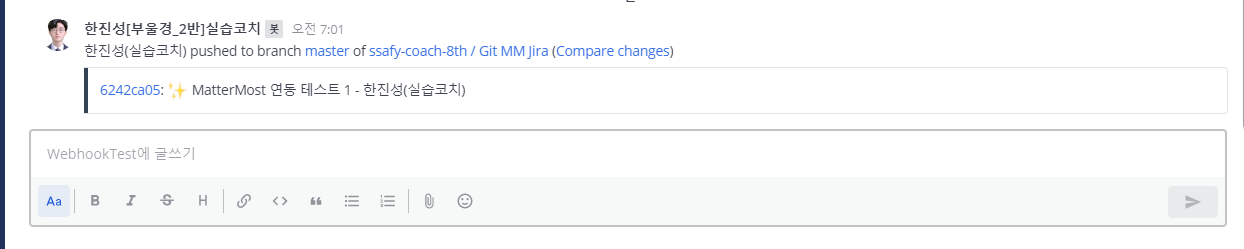 한진성[부울경_2반]실습코치 봇 오전 7:01
한진성(실습코치) pushed to branch master of ssafy-coach-8th / Git MM Jira (Compare changes)
6242ca05: ✨ MatterMost 연동 테스트 1 - 한진성(실습코치)
WebhookTest에 글쓰기
Aa B I S H